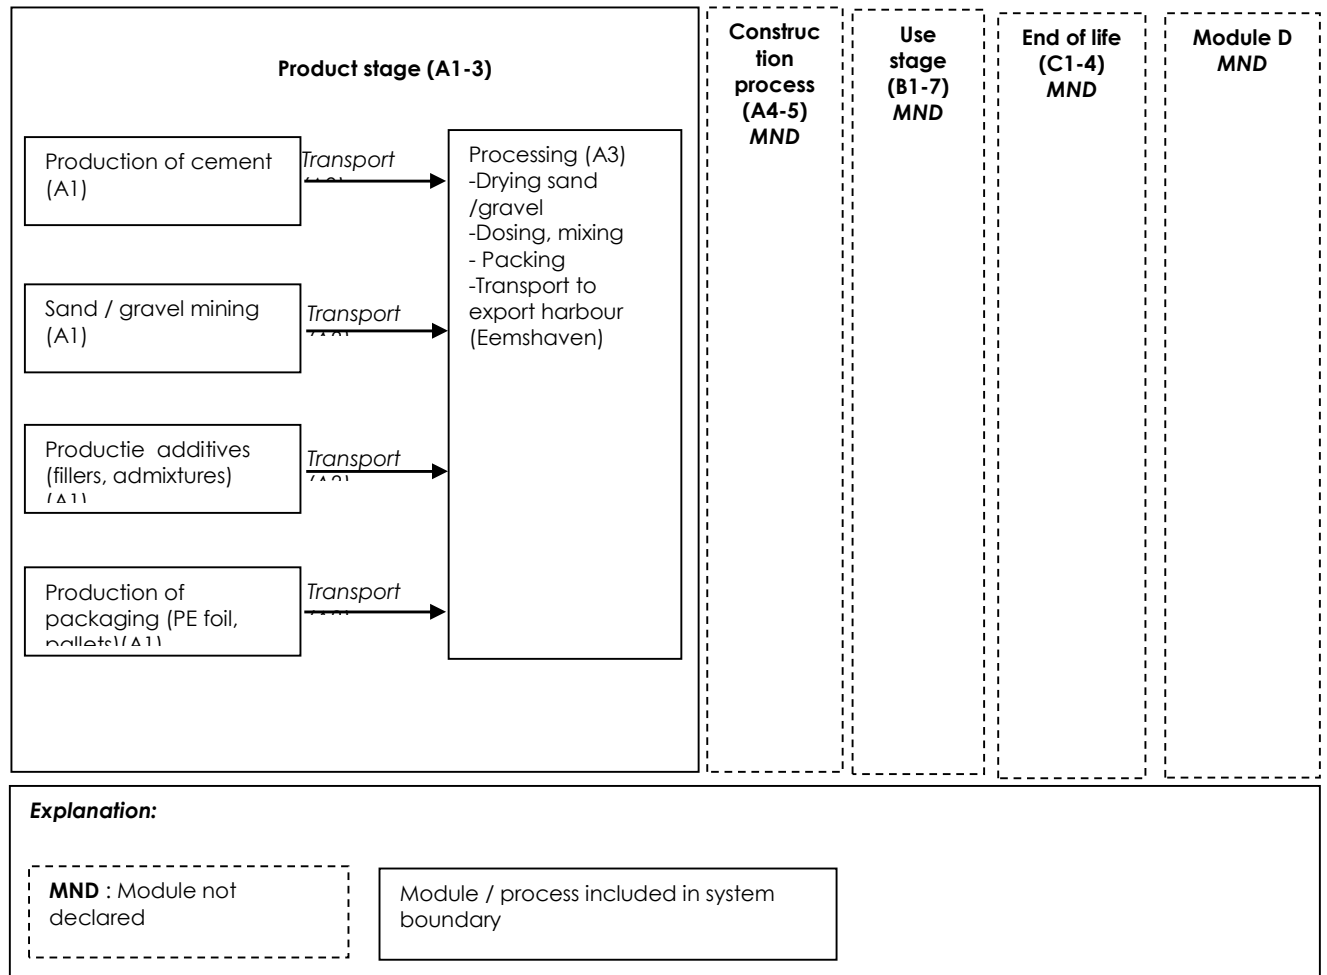 Product stage (A1-3)
Construc
tion
process
(A4-5)
MND
Use
stage
(B1-7)
MND
End of life
(C1-4)
MND
Module D
MND
Production of cement
(A1)
Transport
Processing (A3)
-Drying sand
/gravel
-Dosing, mixing
- Packing
-Transport to
export harbour
(Eemshaven)
Sand / gravel mining
(A1)
Transport
Productie additives
(fillers, admixtures)
(A1)
Transport
Production of
packaging (PE foil,
pallets)(A1)
Transport
Explanation:
MND : Module not
declared
Module / process included in system
boundary